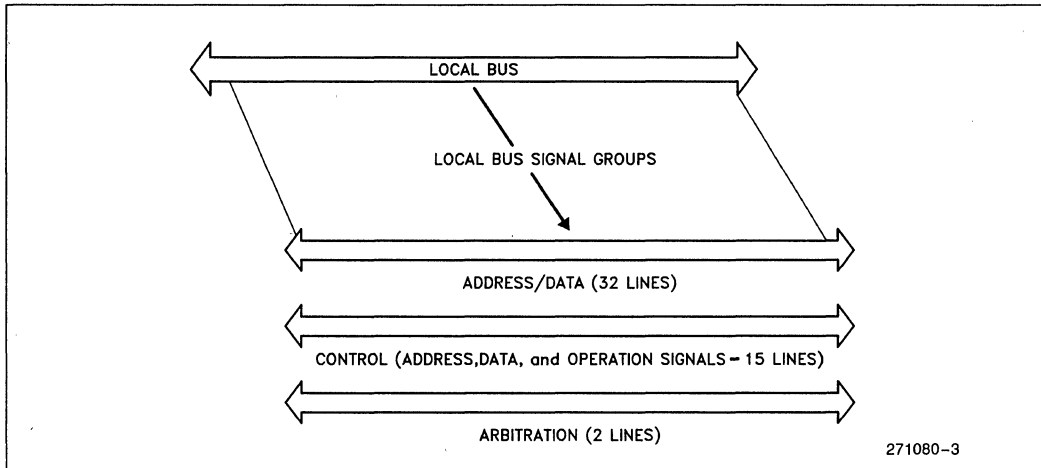 LOCAL BUS
LOCAL BUS SIGNAL GROUPS
ADDRESS/DATA (32 LINES)
CONTROL (ADDRESS,DATA, and OPERATION SIGNALS - 15 LINES)
ARBITRATION (2 LINES)
271080-3